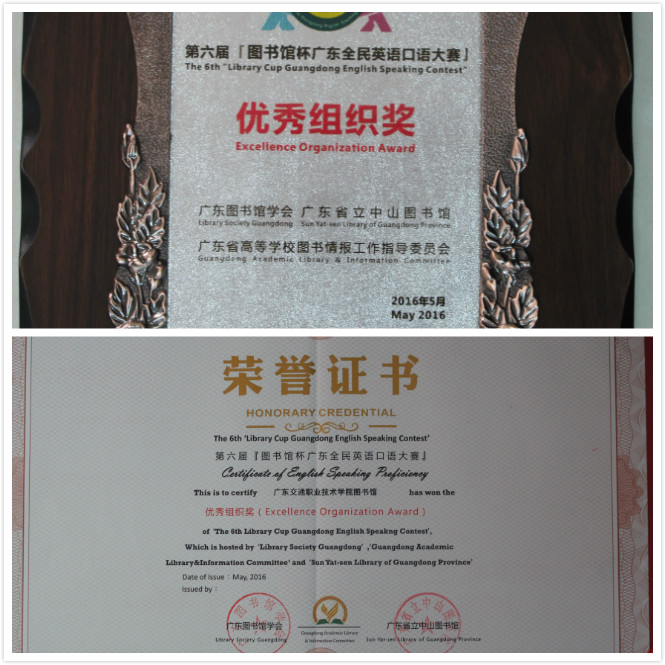 第六届「图书馆杯广东全民英语口语大赛」
The 6th "Library Cup Guangdong English Speaking Contest"
优秀组织奖
Excellence Organization Award
广东图书馆学会 广东省立中山图书馆
Library Society Guangdong Sun Yat-sen Library of Guangdong Province
广东省高等学校图书情报工作指导委员会
Guangdong Academic Library & Information Committee
2016年5月
May 2016
荣誉证书
HONORARY CREDENTIAL
The 6th 'Library Cup Guangdong English Speaking Contest'
第六届『图书馆杯广东全民英语口语大赛』
Certificate of English Speaking Proficiency
This is to certify 广东交通职业技术学院图书馆 has won the
优秀组织奖（Excellence Organization Award）
of 'The 6th Library Cup Guangdong English Speakng Contest',
Which is hosted by 'Library Society Guangdong' ,'Guangdong Academic
Library&Information Committee' and 'Sun Yat-sen Library of Guangdong Province'
Date of Issue：May, 2016
Issued by：
广东图书馆学会 广东省立中山图书馆
Library Society Guangdong Guangdong Academic Library & Information Committee Sun Yat-sen Library of Guangdong Province